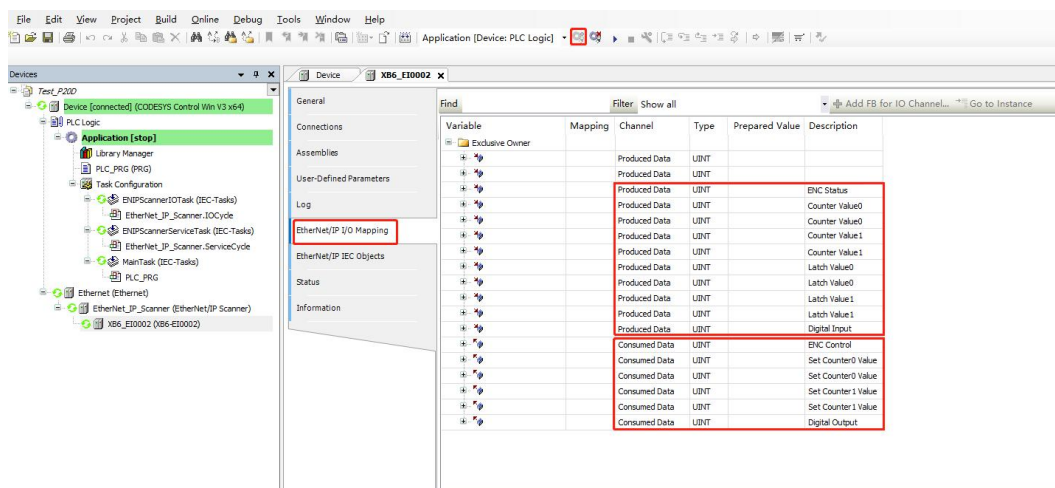 File Edit View Project Build Online Debug Tools Window Help
Application [Device: PLC Logic]
Devices
Test_P20D
Device [connected] (CODESYS Control Win V3 x64)
PLC Logic
Application [stop]
Library Manager
PLC_PRG (PRG)
Task Configuration
ENIPScannerIOTask (IEC-Tasks)
EtherNet_IP_Scanner.IOCycle
ENIPScannerServiceTask (IEC-Tasks)
EtherNet_IP_Scanner.ServiceCycle
MainTask (IEC-Tasks)
PLC_PRG
Ethernet (Ethernet)
EtherNet_IP_Scanner (EtherNet/IP Scanner)
XB6_EI0002 (XB6-EI0002)
Device XB6_EI0002
General
Connections
Assemblies
User-Defined Parameters
Log
EtherNet/IP I/O Mapping
EtherNet/IP IEC Objects
Status
Information
Find Filter Show all Add FB for IO Channel... Go to Instance
Variable Mapping Channel Type Prepared Value Description
Exclusive Owner
Produced Data UINT
Produced Data UINT
Produced Data UINT ENC Status
Produced Data UINT Counter Value0
Produced Data UINT Counter Value0
Produced Data UINT Counter Value1
Produced Data UINT Counter Value1
Produced Data UINT Latch Value0
Produced Data UINT Latch Value0
Produced Data UINT Latch Value1
Produced Data UINT Latch Value1
Produced Data UINT Digital Input
Consumed Data UINT ENC Control
Consumed Data UINT Set Counter0 Value
Consumed Data UINT Set Counter0 Value
Consumed Data UINT Set Counter1 Value
Consumed Data UINT Set Counter1 Value
Consumed Data UINT Digital Output